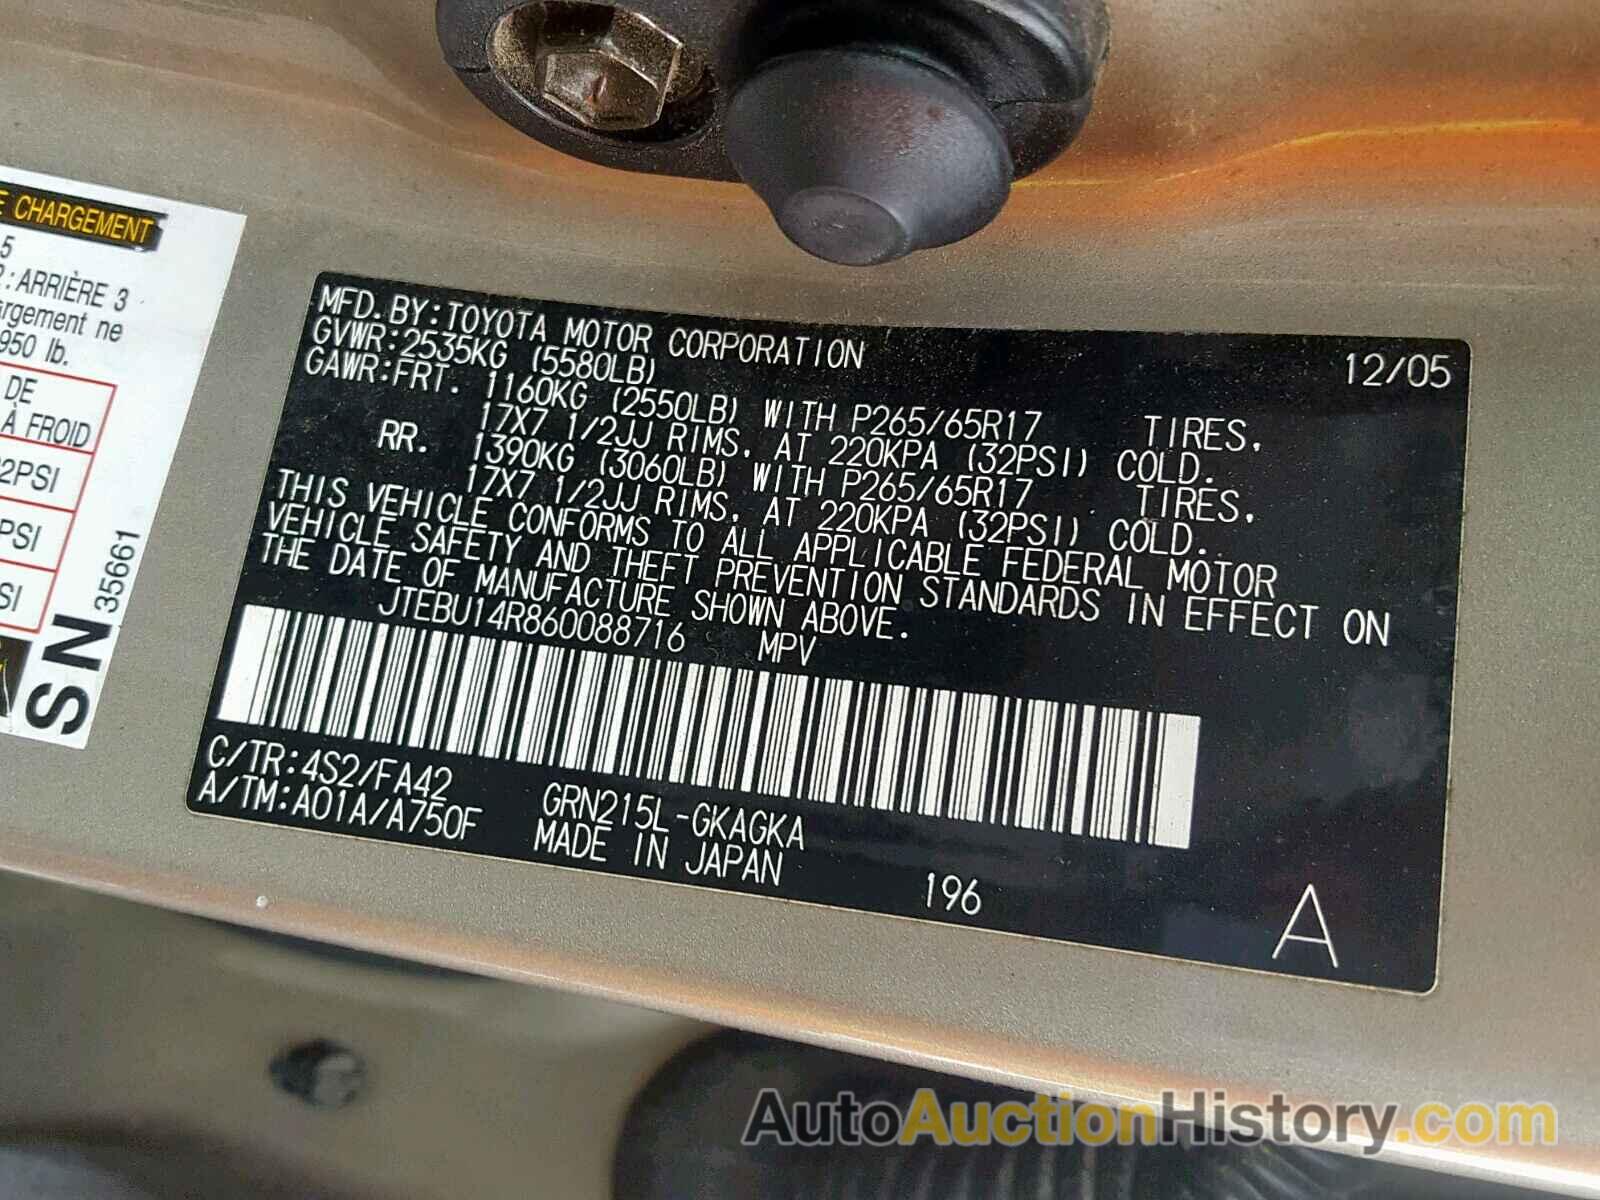 E CHARGEMENT
5
: ARRIÈRE 3
rgement ne
950 lb.
DE
À FROID
2PSI
PSI
SI
SN 35661
MFD. BY: TOYOTA MOTOR CORPORATION 12/05
GVWR: 2535KG (5580LB)
GAWR: FRT. 1160KG (2550LB) WITH P265/65R17 TIRES,
17X7 1/2JJ RIMS, AT 220KPA (32PSI) COLD.
RR. 1390KG (3060LB) WITH P265/65R17 TIRES,
17X7 1/2JJ RIMS, AT 220KPA (32PSI) COLD.
THIS VEHICLE CONFORMS TO ALL APPLICABLE FEDERAL MOTOR
VEHICLE SAFETY AND THEFT PREVENTION STANDARDS IN EFFECT ON
THE DATE OF MANUFACTURE SHOWN ABOVE.
JTEBU14R860088716 MPV
C/TR: 4S2/FA42 GRN215L-GKAGKA
A/TM: A01A/A750F MADE IN JAPAN
196
A
AutoAuctionHistory.com